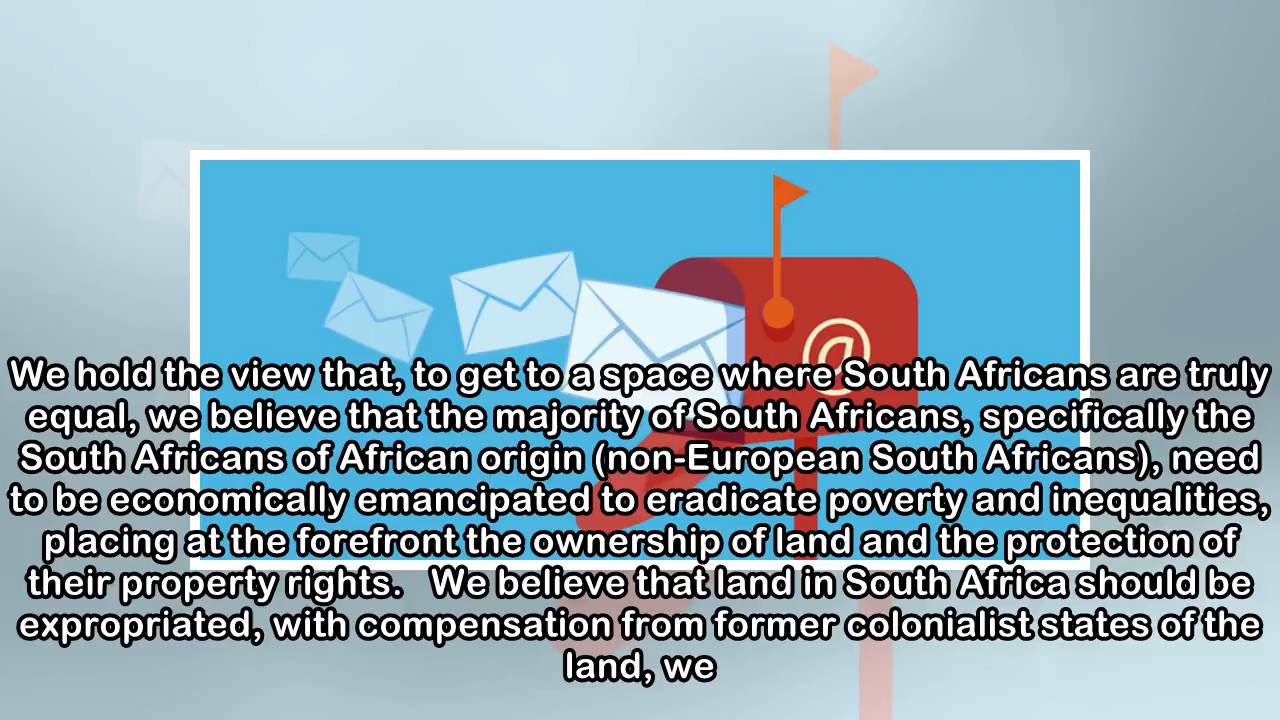 @
We hold the view that, to get to a space where South Africans are truly
equal, we believe that the majority of South Africans, specifically the
South Africans of African origin (non-European South Africans), need
to be economically emancipated to eradicate poverty and inequalities,
placing at the forefront the ownership of land and the protection of
their property rights.   We believe that land in South Africa should be
expropriated, with compensation from former colonialist states of the
land, we